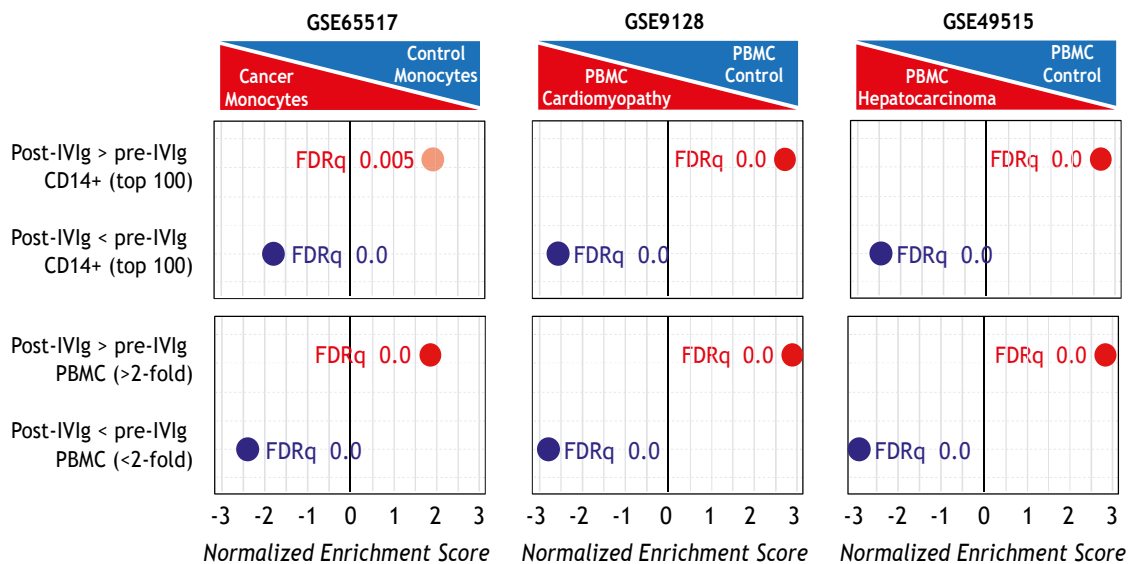 GSE65517
GSE9128
GSE49515
Control
Monocytes
Cancer
Monocytes
PBMC
Control
PBMC
Cardiomyopathy
PBMC
Control
PBMC
Hepatocarcinoma
Post-IVIg > pre-IVIg
CD14+ (top 100)
FDRq 0.005
FDRq 0.0
FDRq 0.0
Post-IVIg < pre-IVIg
CD14+ (top 100)
FDRq 0.0
FDRq 0.0
FDRq 0.0
Post-IVIg > pre-IVIg
PBMC (>2-fold)
FDRq 0.0
FDRq 0.0
FDRq 0.0
Post-IVIg < pre-IVIg
PBMC (<2-fold)
FDRq 0.0
FDRq 0.0
FDRq 0.0
-3 -2 -1 0 1 2 3
-3 -2 -1 0 1 2 3
-3 -2 -1 0 1 2 3
Normalized Enrichment Score
Normalized Enrichment Score
Normalized Enrichment Score